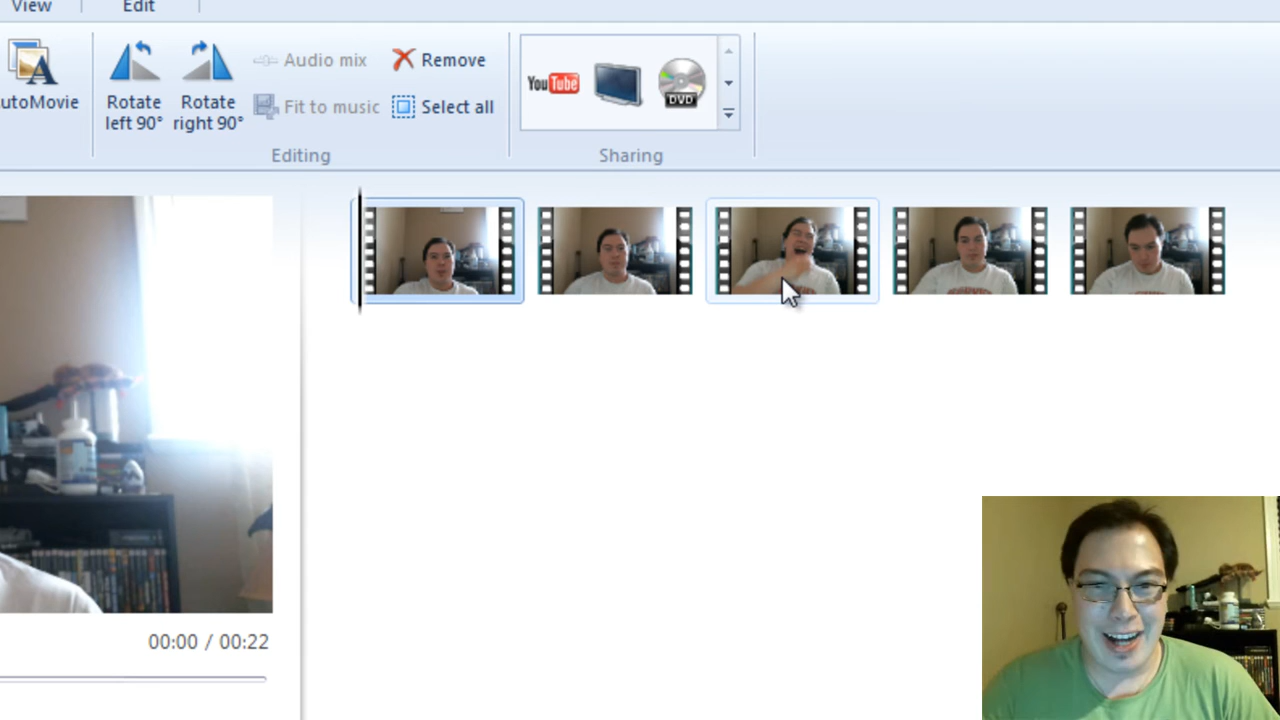 View
Edit
utoMovie
Rotate
left 90°
Rotate
right 90°
Audio mix
Fit to music
Remove
Select all
Editing
YouTube
DVD
Sharing
00:00 / 00:22